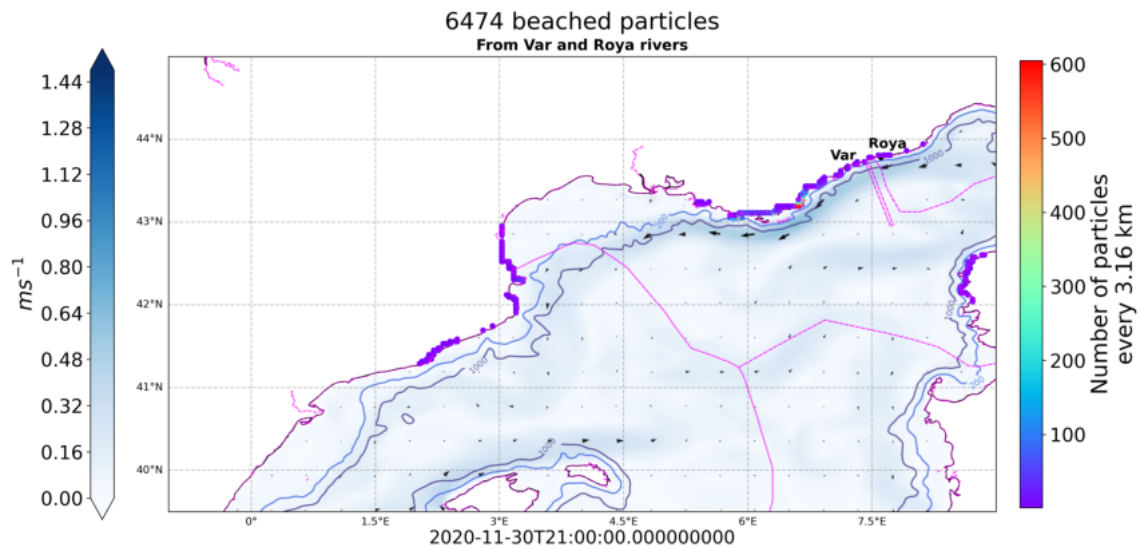 6474 beached particles
From Var and Roya rivers
1.44
1.28
1.12
0.96
0.80
0.64
0.48
0.32
0.16
0.00
ms⁻¹
44°N
43°N
42°N
41°N
40°N
Var
Roya
1000
200
1000
200
1000
1000
0°
1.5°E
3°E
4.5°E
6°E
7.5°E
2020-11-30T21:00:00.000000000
600
500
400
300
200
100
Number of particles
every 3.16 km